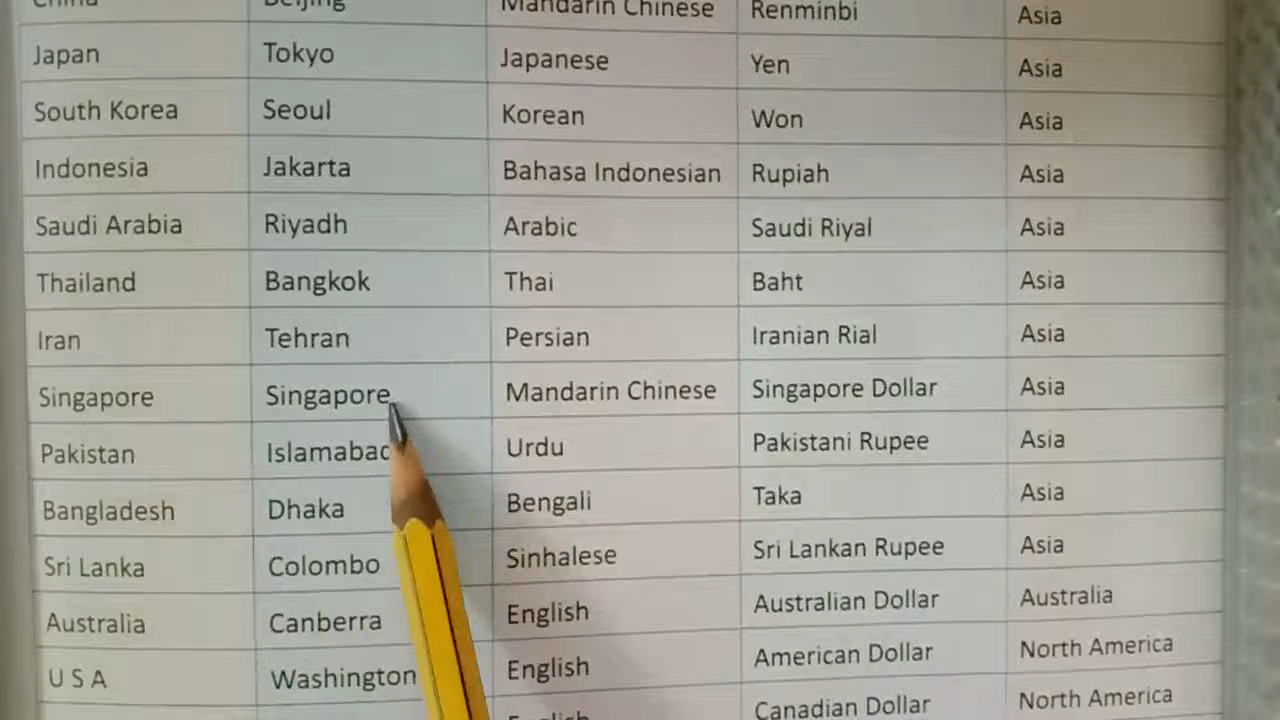 China Beijing Mandarin Chinese Renminbi Asia
Japan Tokyo Japanese Yen Asia
South Korea Seoul Korean Won Asia
Indonesia Jakarta Bahasa Indonesian Rupiah Asia
Saudi Arabia Riyadh Arabic Saudi Riyal Asia
Thailand Bangkok Thai Baht Asia
Iran Tehran Persian Iranian Rial Asia
Singapore Singapore Mandarin Chinese Singapore Dollar Asia
Pakistan Islamabad Urdu Pakistani Rupee Asia
Bangladesh Dhaka Bengali Taka Asia
Sri Lanka Colombo Sinhalese Sri Lankan Rupee Asia
Australia Canberra English Australian Dollar Australia
U S A Washington English American Dollar North America
English Canadian Dollar North America